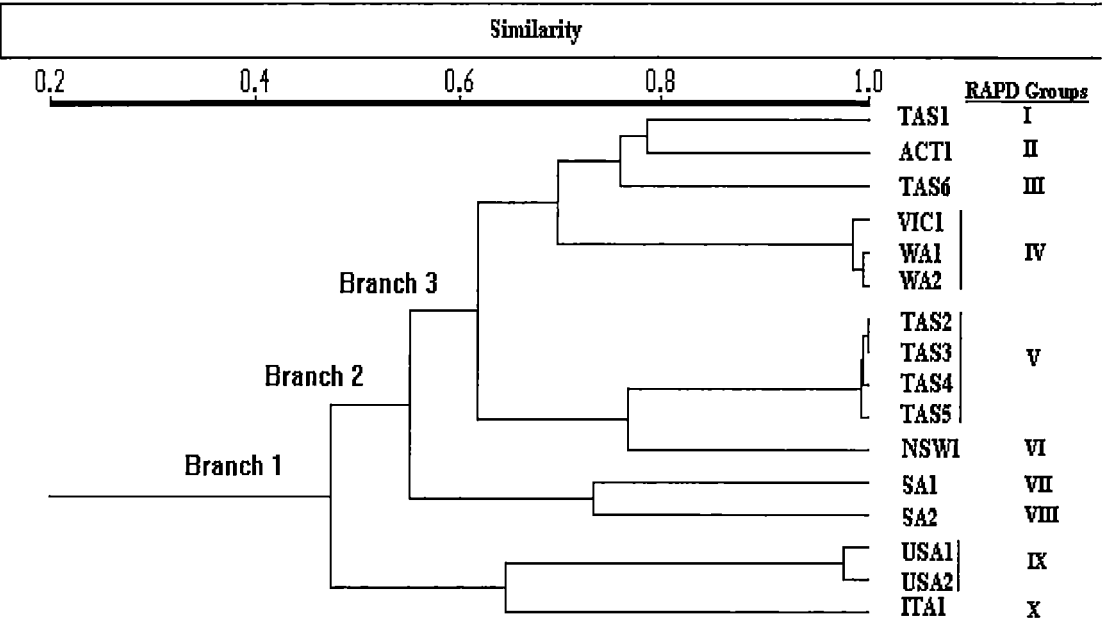 Similarity
0.2 0.4 0.6 0.8 1.0
RAPD Groups
TAS1 I
ACT1 II
TAS6 III
VIC1
WA1 IV
WA2
Branch 3
TAS2
TAS3 V
TAS4
TAS5
Branch 2
NSW1 VI
Branch 1
SA1 VII
SA2 VIII
USA1 IX
USA2
ITA1 X